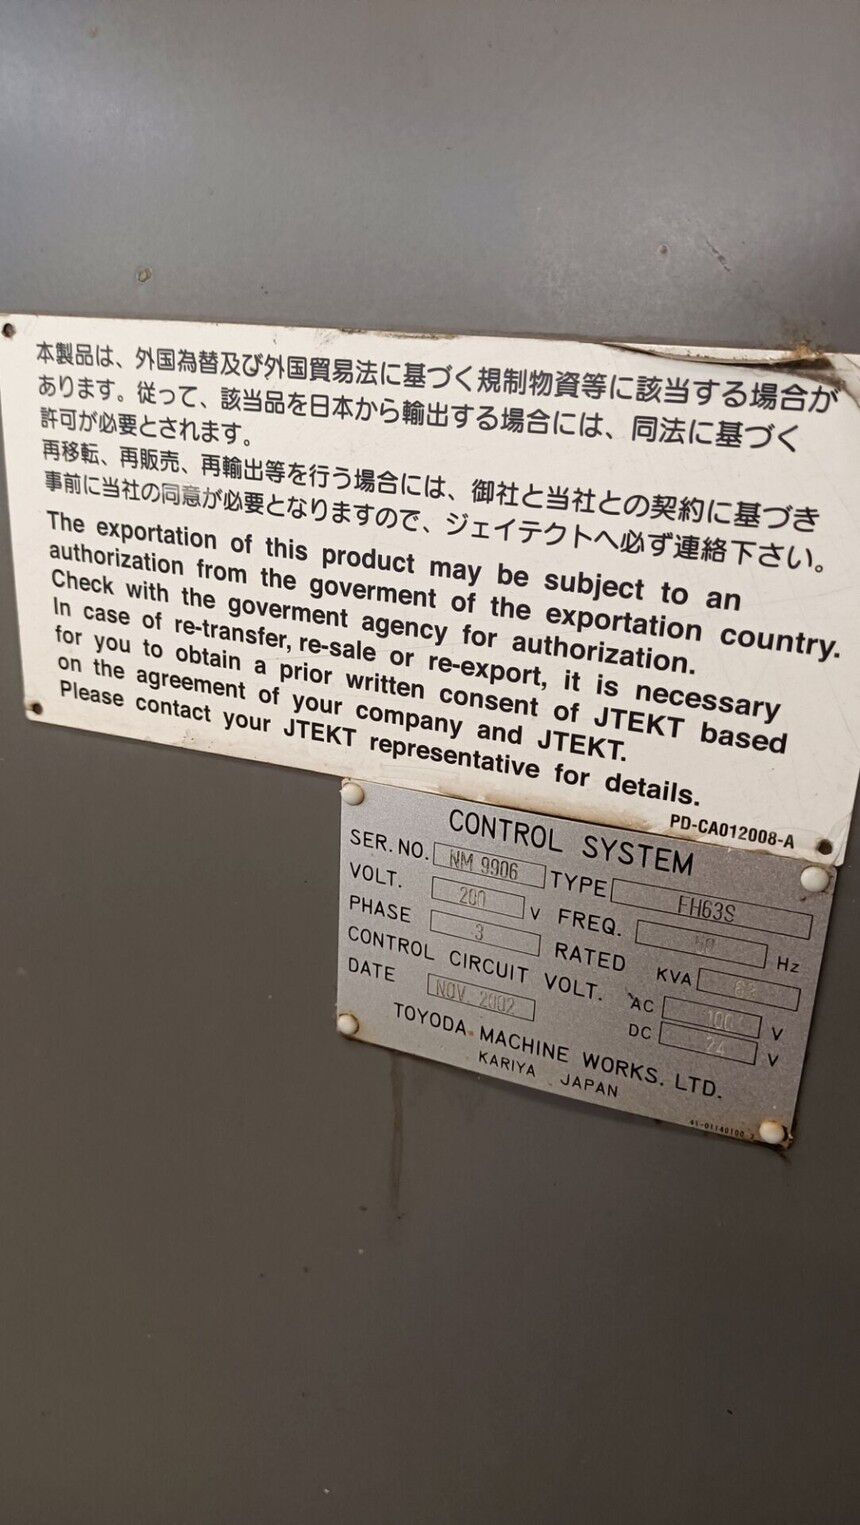 本製品は、外国為替及び外国貿易法に基づく規制物資等に該当する場合が
あります。従って、該当品を日本から輸出する場合には、同法に基づく
許可が必要とされます。
再移転、再販売、再輸出等を行う場合には、御社と当社との契約に基づき
事前に当社の同意が必要となりますので、ジェイテクトへ必ず連絡下さい。
The exportation of this product may be subject to an
authorization from the goverment of the exportation country.
Check with the goverment agency for authorization.
In case of re-transfer, re-sale or re-export, it is necessary
for you to obtain a prior written consent of JTEKT based
on the agreement of your company and JTEKT.
Please contact your JTEKT representative for details.
PD-CA012008-A
CONTROL SYSTEM
SER. NO. NM 9906 TYPE FH63S
VOLT. 200 V FREQ. Hz
PHASE 3 RATED KVA
CONTROL CIRCUIT VOLT. AC 100 V
DATE NOV. 2002 DC 24 V
TOYODA MACHINE WORKS. LTD.
KARIYA JAPAN